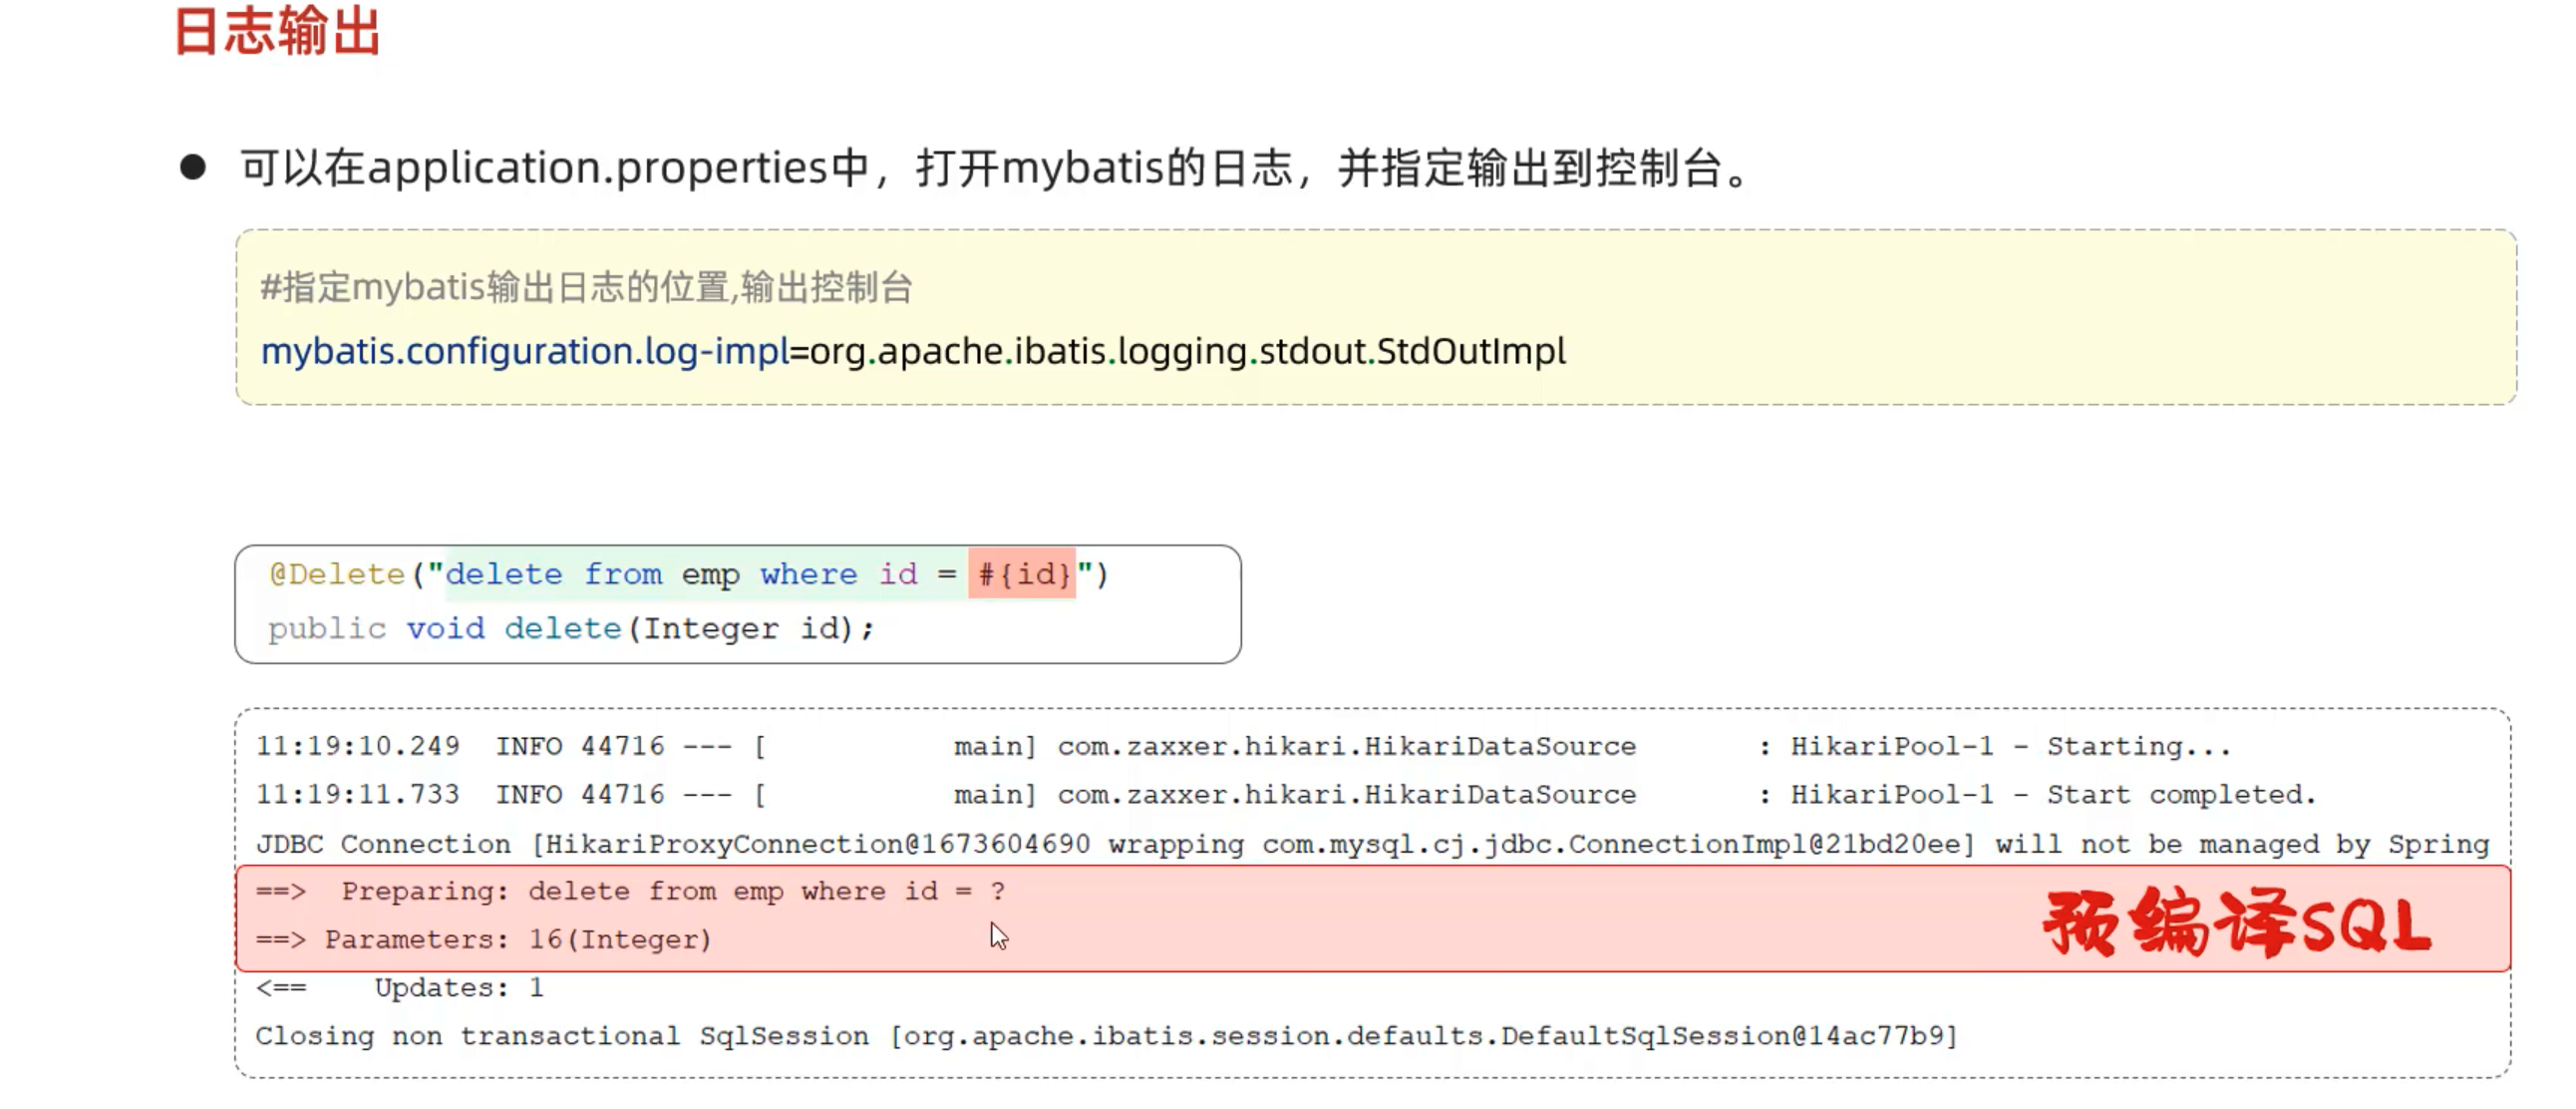 日志输出
● 可以在application.properties中，打开mybatis的日志，并指定输出到控制台。
#指定mybatis输出日志的位置,输出控制台
mybatis.configuration.log-impl=org.apache.ibatis.logging.stdout.StdOutImpl
@Delete("delete from emp where id = #{id}")
public void delete(Integer id);
11:19:10.249  INFO 44716 --- [           main] com.zaxxer.hikari.HikariDataSource       : HikariPool-1 - Starting...
11:19:11.733  INFO 44716 --- [           main] com.zaxxer.hikari.HikariDataSource       : HikariPool-1 - Start completed.
JDBC Connection [HikariProxyConnection@1673604690 wrapping com.mysql.cj.jdbc.ConnectionImpl@21bd20ee] will not be managed by Spring
==>  Preparing: delete from emp where id = ?
==> Parameters: 16(Integer)
预编译SQL
<==    Updates: 1
Closing non transactional SqlSession [org.apache.ibatis.session.defaults.DefaultSqlSession@14ac77b9]